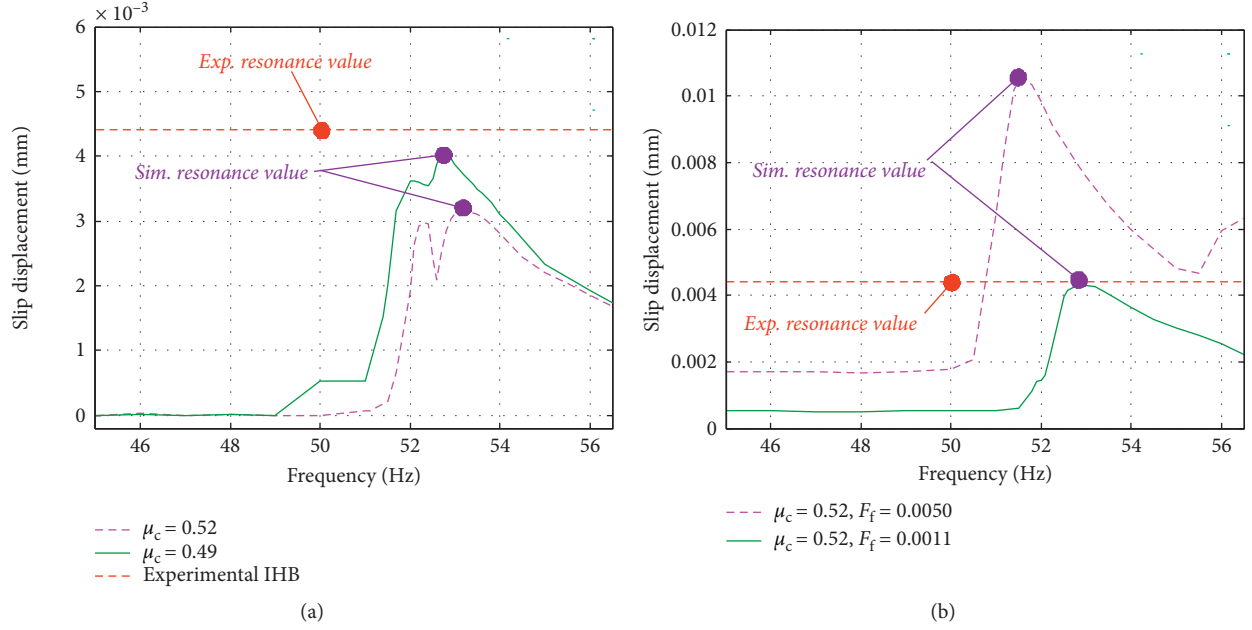 6 × 10⁻³
5
4
3
2
1
0
Slip displacement (mm)
Exp. resonance value
Sim. resonance value
46 48 50 52 54 56
Frequency (Hz)
μc = 0.52
μc = 0.49
Experimental IHB
(a)
0.012
0.01
0.008
0.006
0.004
0.002
0
Slip displacement (mm)
Sim. resonance value
Exp. resonance value
46 48 50 52 54 56
Frequency (Hz)
μc = 0.52, Ff = 0.0050
μc = 0.52, Ff = 0.0011
(b)